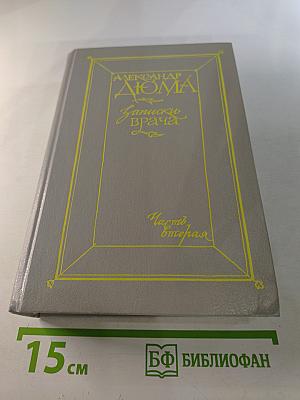 АЛЕКСАНДР
ДЮМА
Записки
врача
Часть
вторая
15 см
БФ БИБЛИОФАН